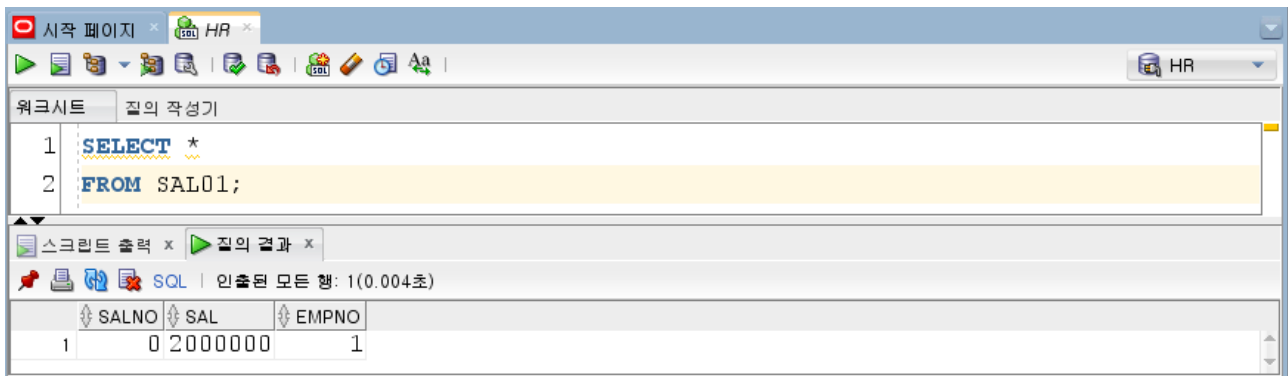 시작 페이지 HR
HR
워크시트 질의 작성기
1 SELECT *
2 FROM SAL01;
스크립트 출력 x 질의 결과 x
SQL | 인출된 모든 행: 1(0.004초)
SALNO SAL EMPNO
1 0 2000000 1